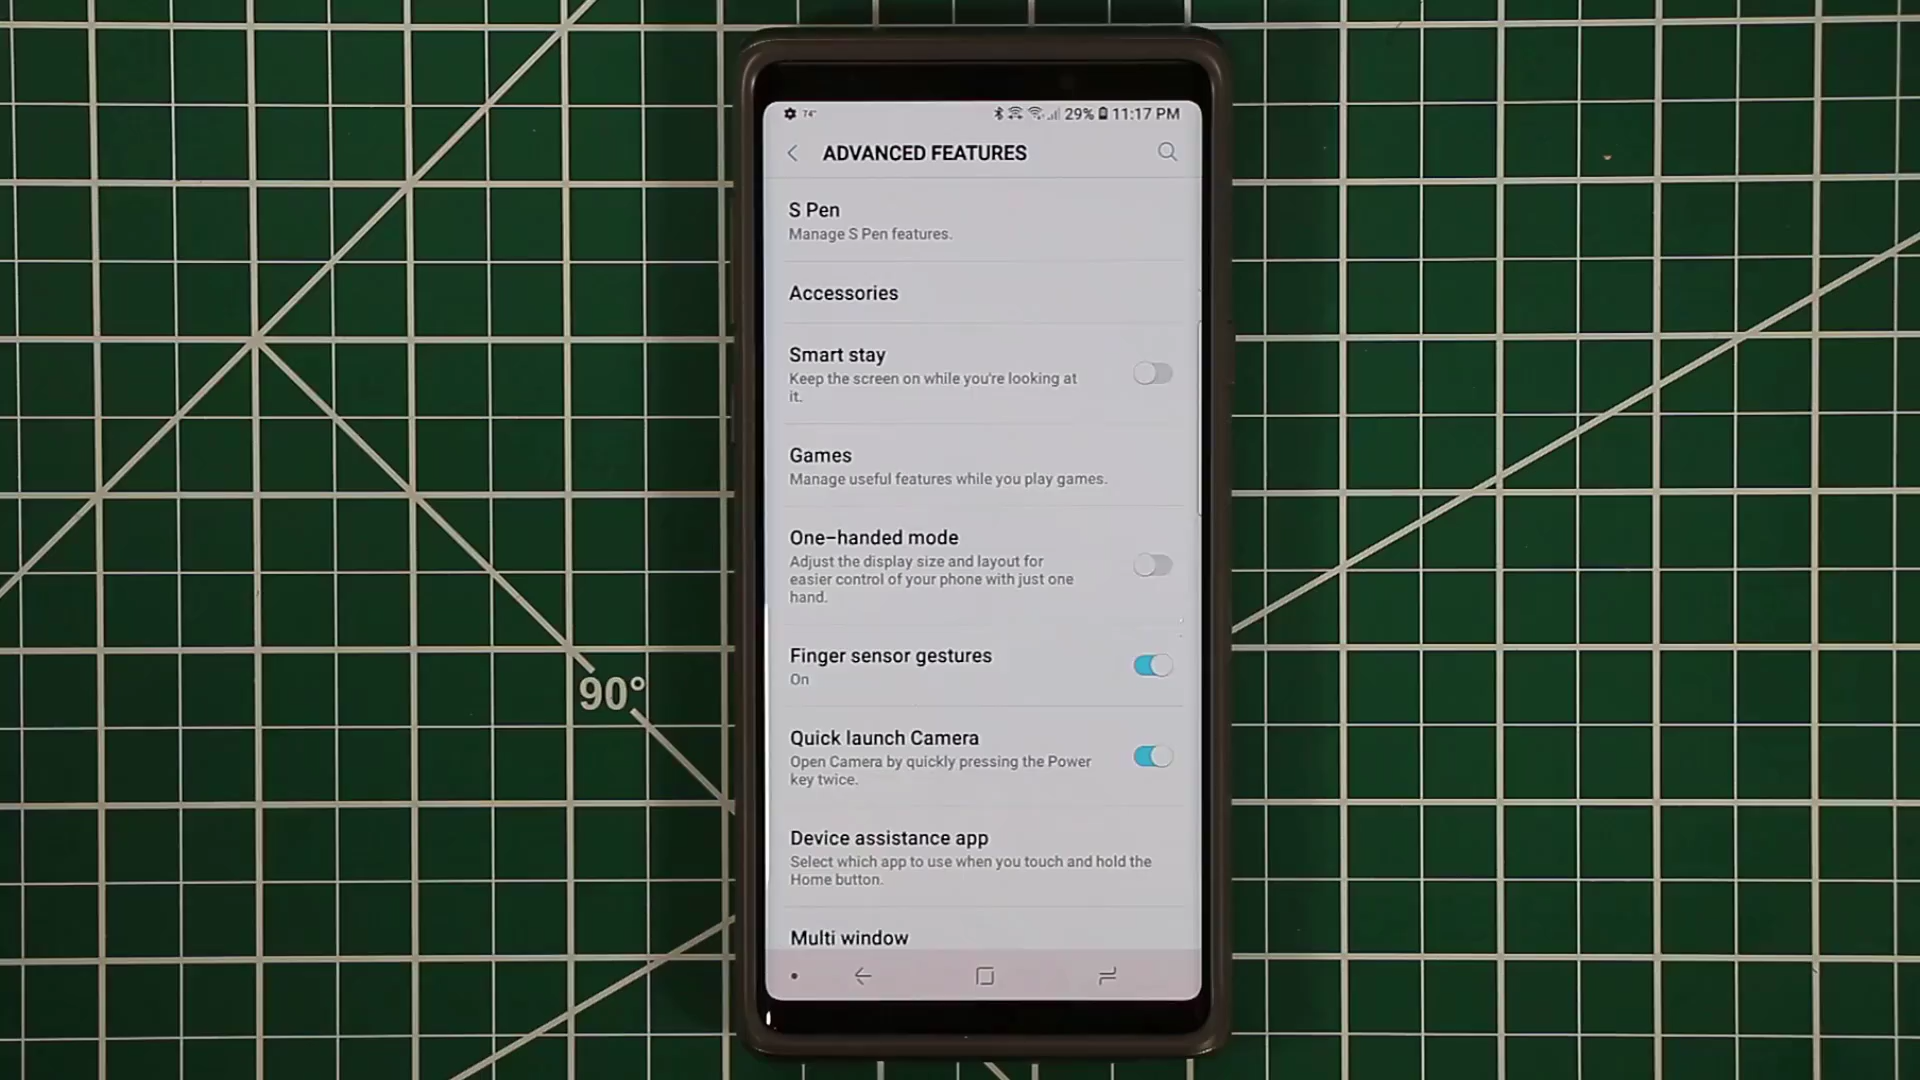 74°
29% 11:17 PM
ADVANCED FEATURES
S Pen
Manage S Pen features.
Accessories
Smart stay
Keep the screen on while you're looking at
it.
Games
Manage useful features while you play games.
One-handed mode
Adjust the display size and layout for
easier control of your phone with just one
hand.
Finger sensor gestures
On
Quick launch Camera
Open Camera by quickly pressing the Power
key twice.
Device assistance app
Select which app to use when you touch and hold the
Home button.
Multi window
90°